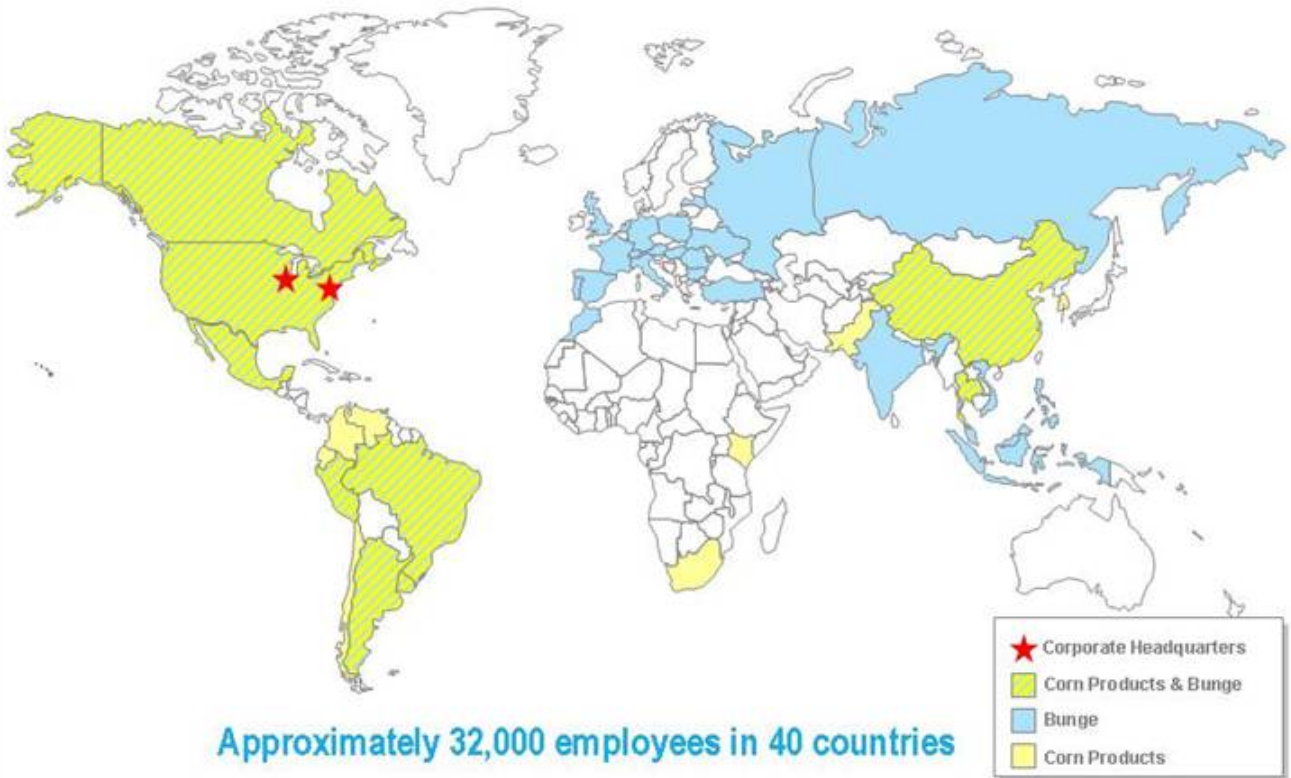 Corporate Headquarters
Corn Products & Bunge
Bunge
Corn Products
Approximately 32,000 employees in 40 countries